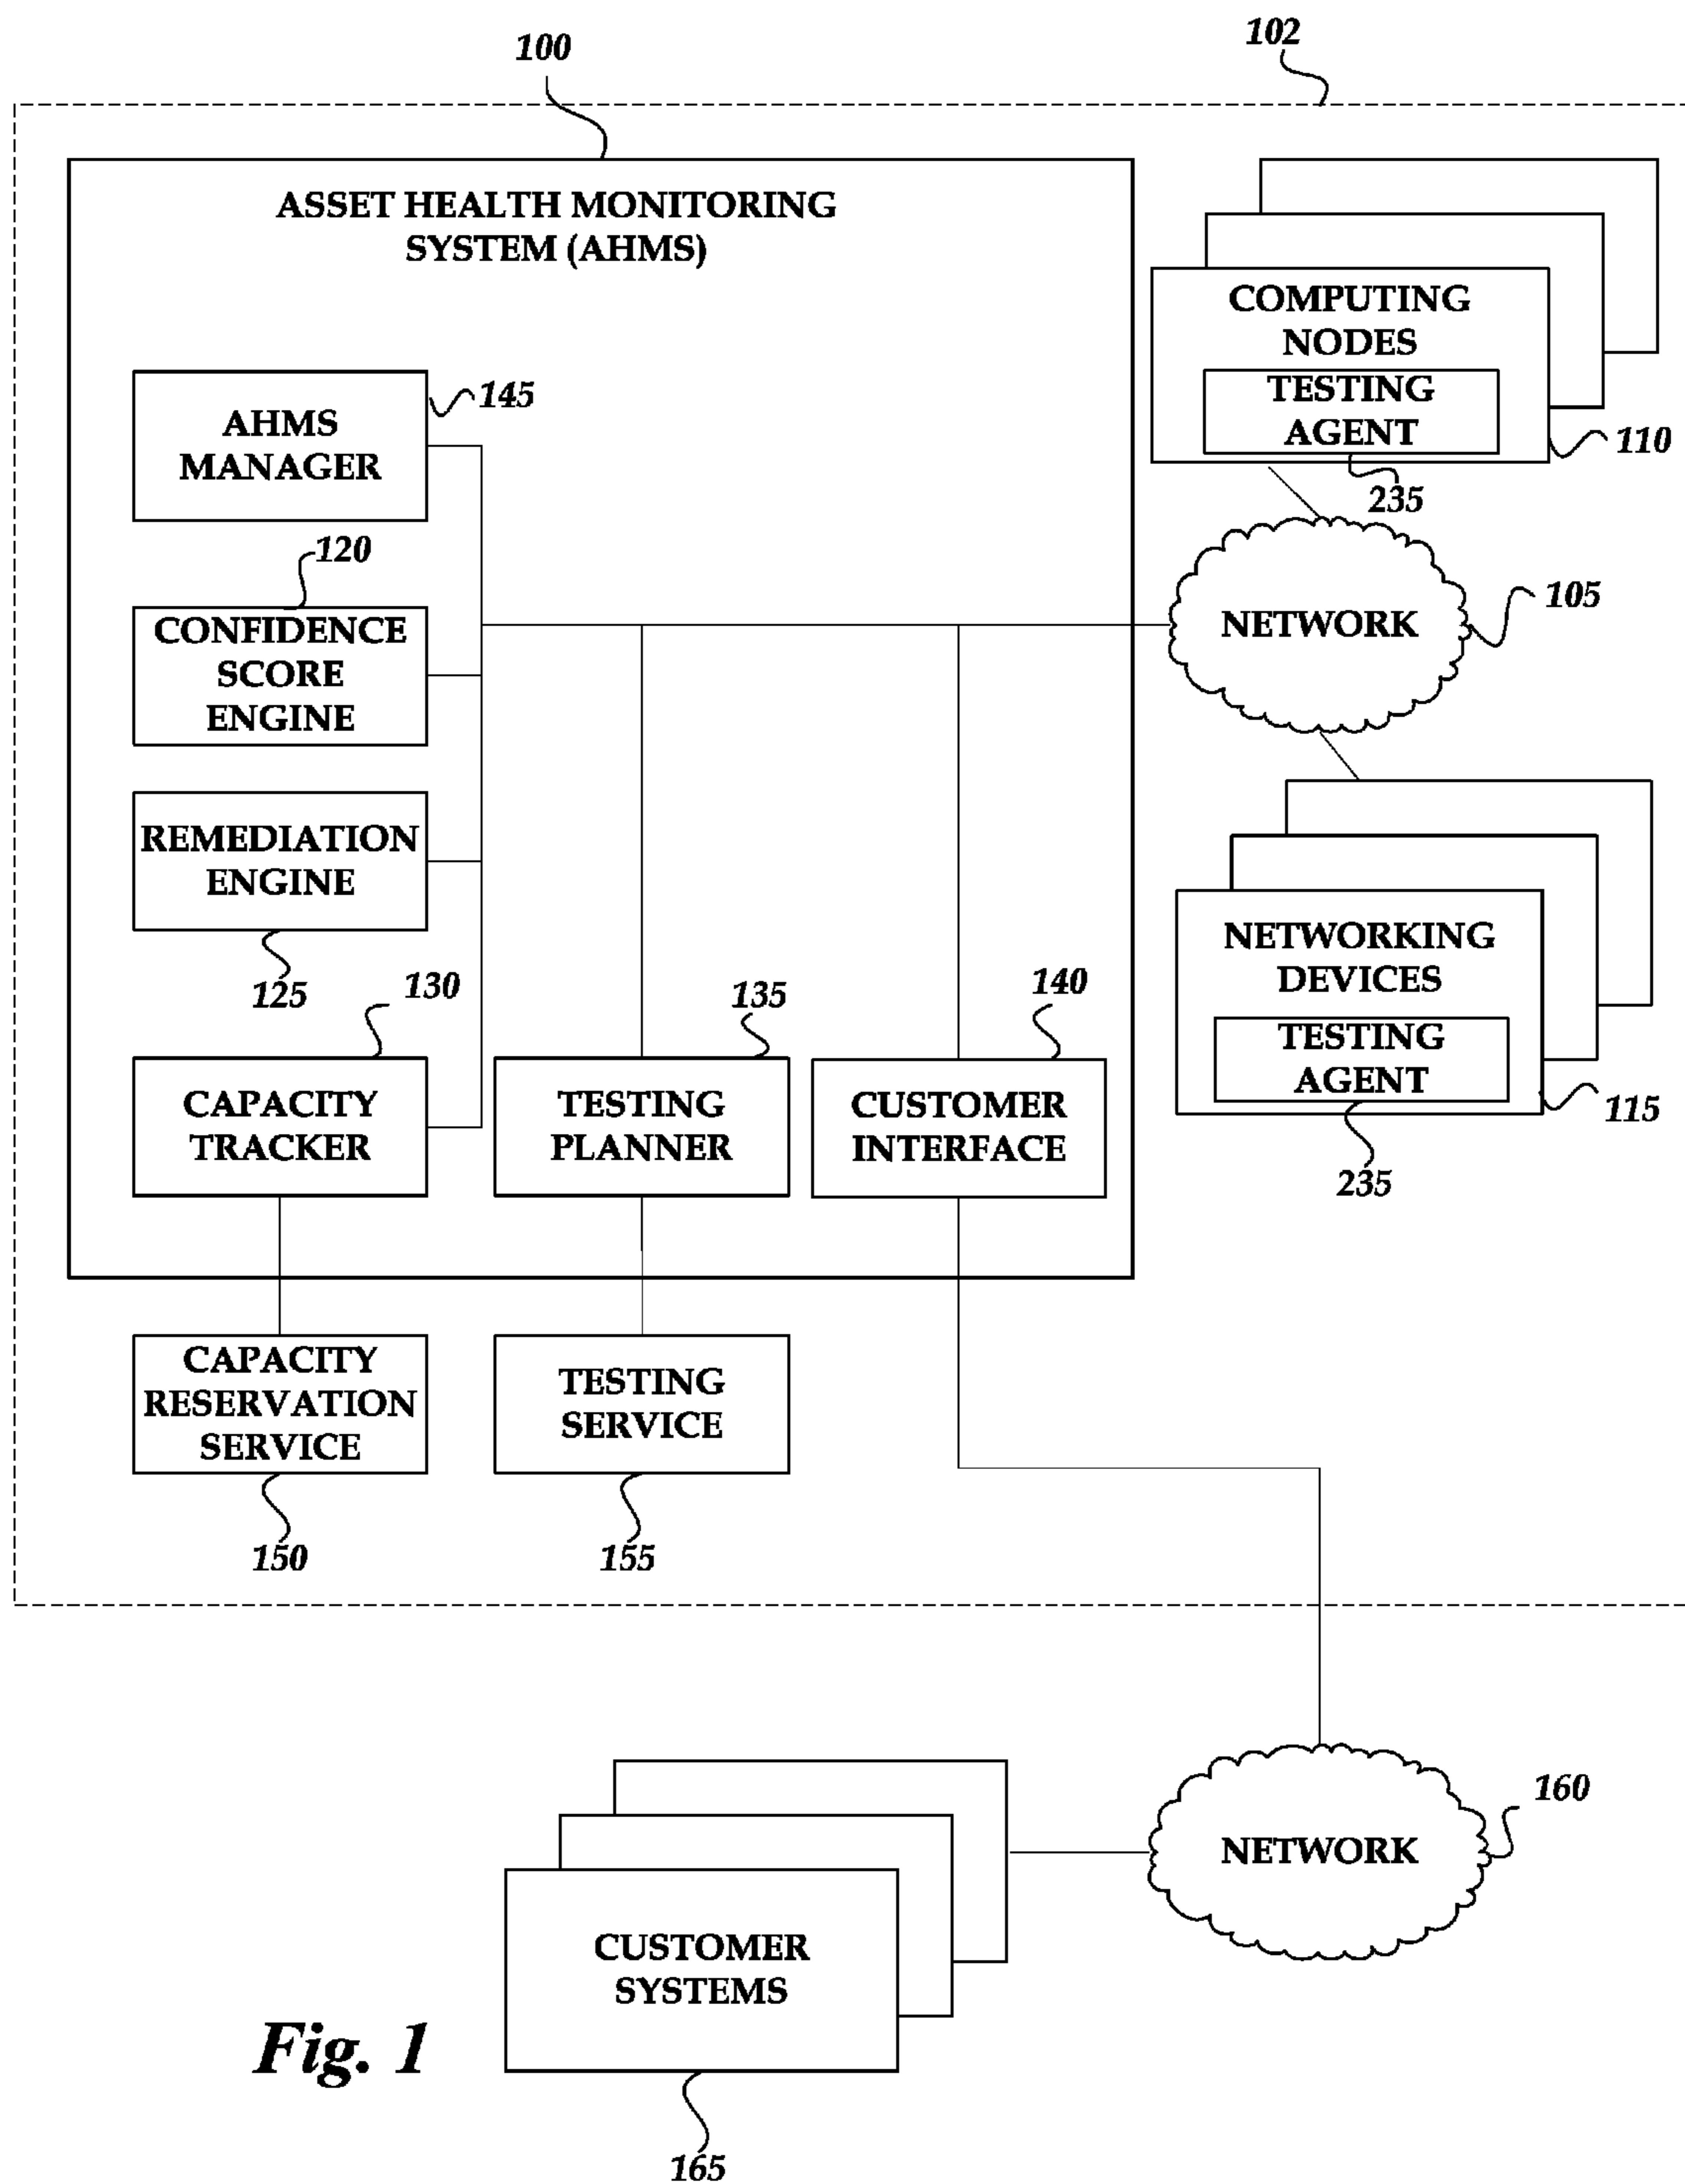 100
102
ASSET HEALTH MONITORING
SYSTEM (AHMS)
COMPUTING
NODES
TESTING
AGENT
110
235
AHMS
MANAGER
145
120
CONFIDENCE
SCORE
ENGINE
NETWORK
105
REMEDIATION
ENGINE
125
NETWORKING
DEVICES
TESTING
AGENT
115
235
130
CAPACITY
TRACKER
135
TESTING
PLANNER
140
CUSTOMER
INTERFACE
CAPACITY
RESERVATION
SERVICE
150
TESTING
SERVICE
155
NETWORK
160
CUSTOMER
SYSTEMS
165
Fig. 1